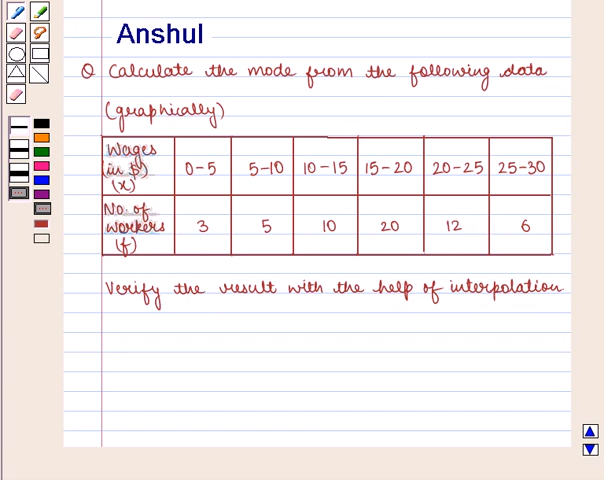 Anshul
Q Calculate the mode from the following data
(graphically)
Wages in $ (x) 0-5 5-10 10-15 15-20 20-25 25-30
No. of workers (f) 3 5 10 20 12 6
Verify the result with the help of interpolation